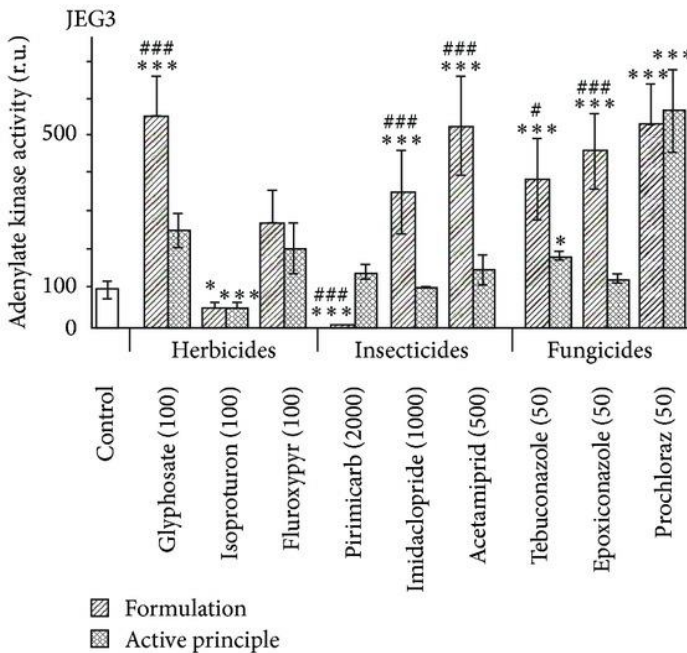 JEG3
Adenylate kinase activity (r.u.)
500
100
0
###
***
*
***
###
***
###
***
###
***
#
***
*
###
***
***
***
Herbicides
Insecticides
Fungicides
Control
Glyphosate (100)
Isoproturon (100)
Fluroxypyr (100)
Pirimicarb (2000)
Imidaclopride (1000)
Acetamiprid (500)
Tebuconazole (50)
Epoxiconazole (50)
Prochloraz (50)
Formulation
Active principle